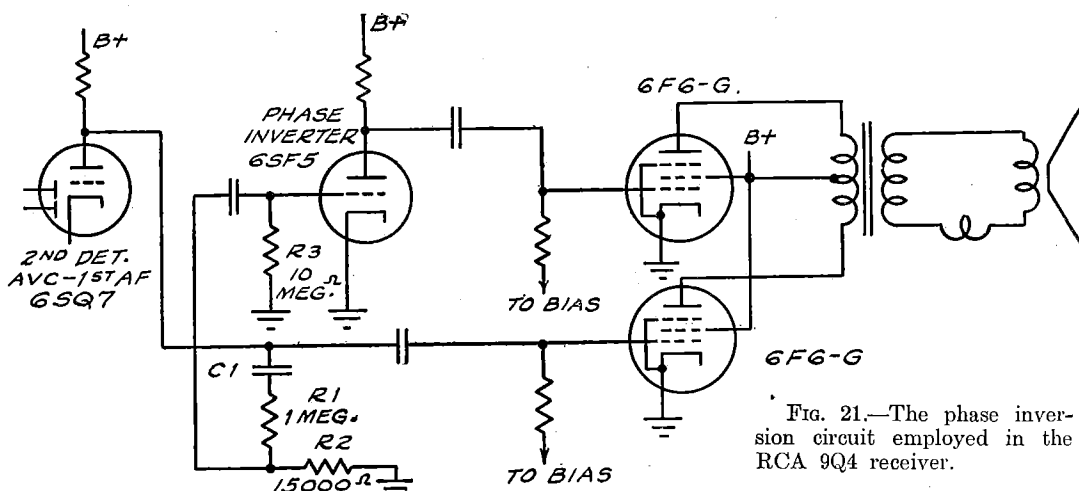 B+
B+
PHASE
INVERTER
6SF5
6F6-G.
B+
2ND DET.
AVC-1ST AF
6SQ7
R3
10 Ω
MEG.
TO BIAS
C1
R1
1 MEG.
R2
15000 Ω
TO BIAS
6F6-G
FIG. 21.—The phase inver-
sion circuit employed in the
RCA 9Q4 receiver.